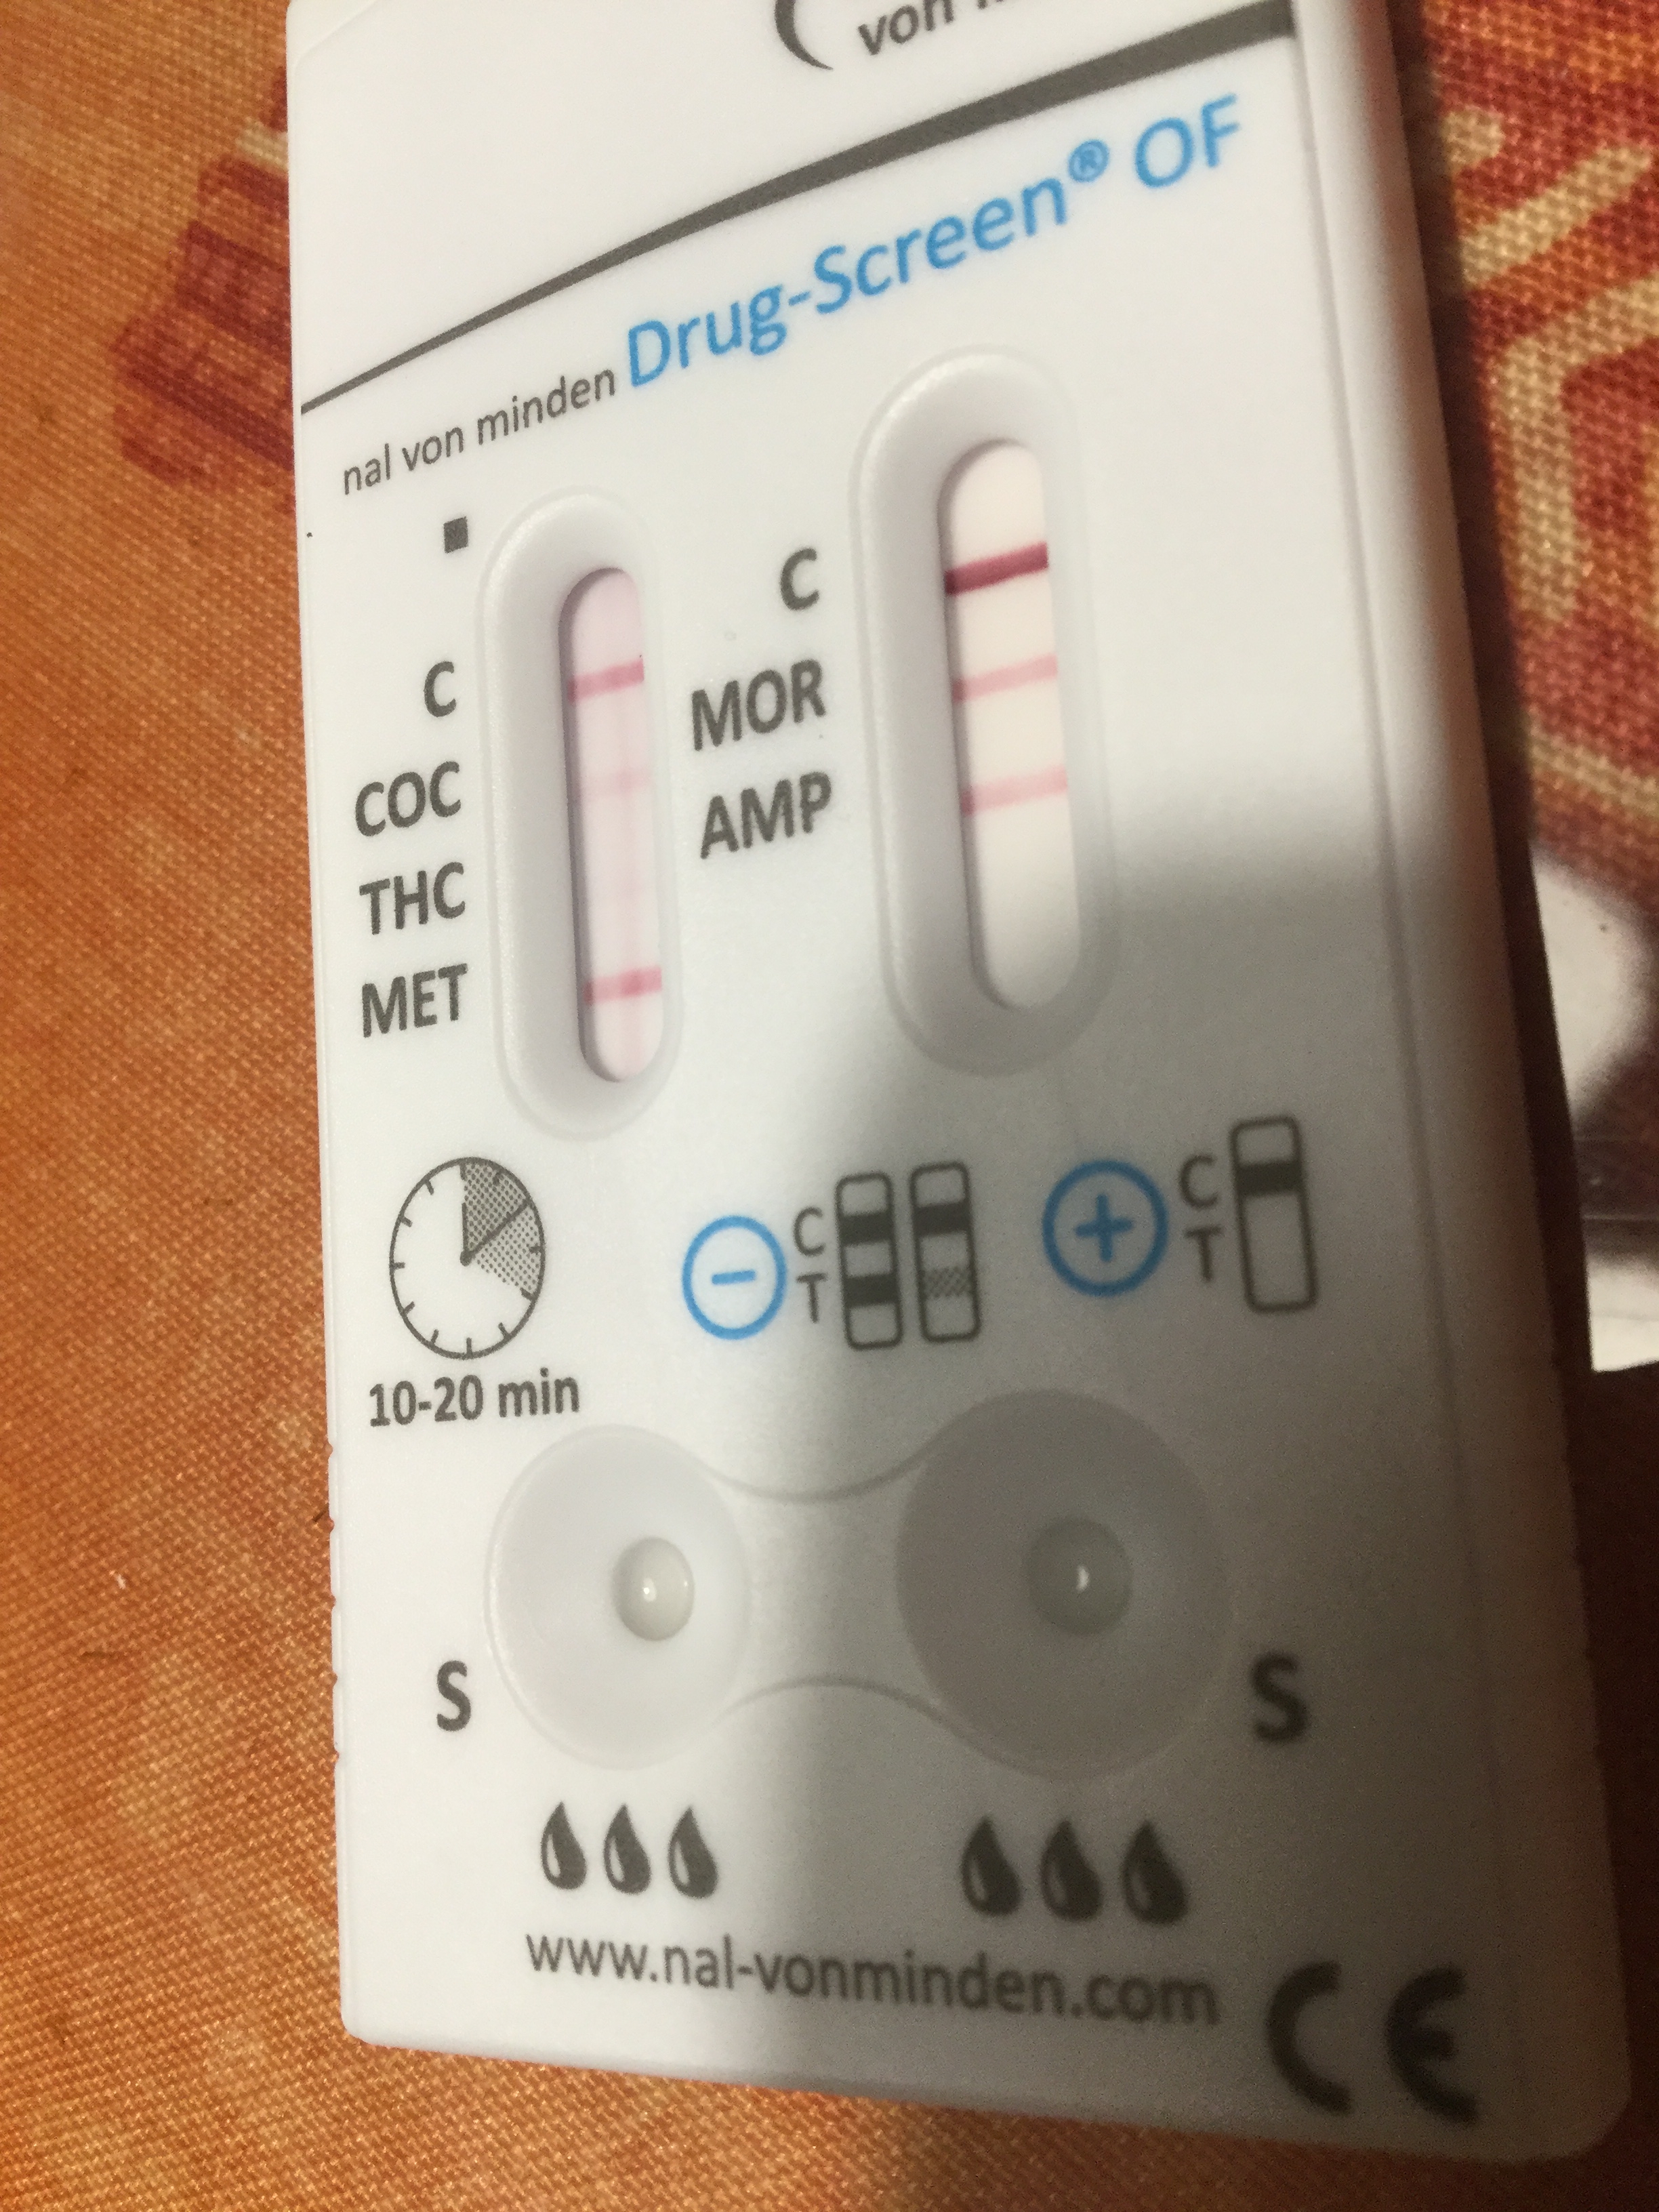 von
nal von minden Drug-Screen® OF
C
COC
THC
MET
C
MOR
AMP
10-20 min
− C T
+ C T
S
S
www.nal-vonminden.com
CE